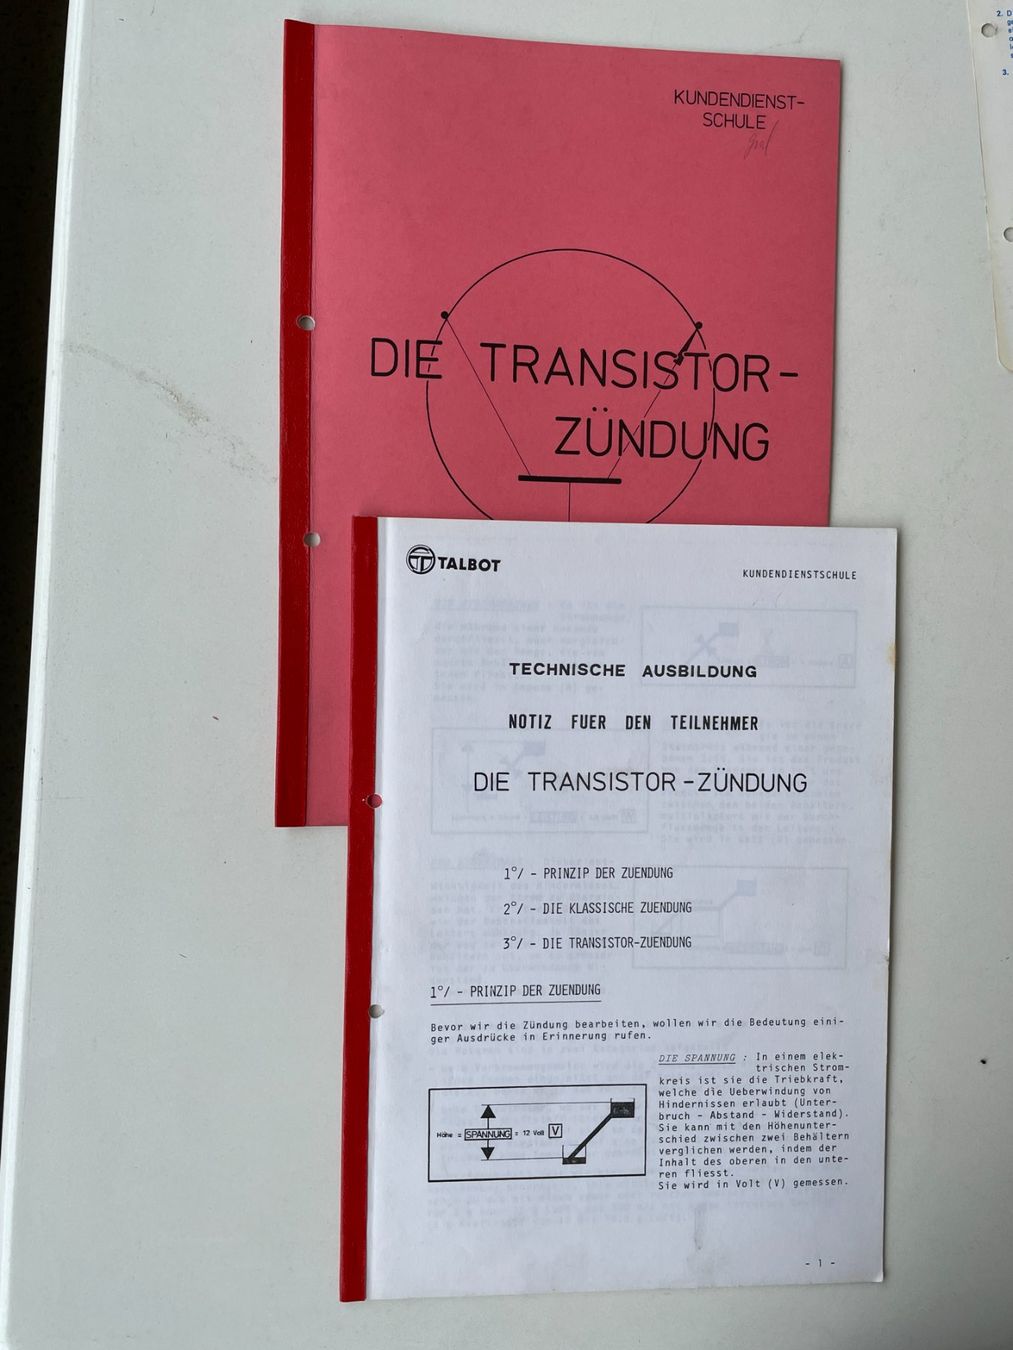 KUNDENDIENST-
SCHULE
DIE TRANSISTOR-
ZÜNDUNG
TALBOT
KUNDENDIENSTSCHULE
TECHNISCHE AUSBILDUNG
NOTIZ FUER DEN TEILNEHMER
DIE TRANSISTOR-ZÜNDUNG
1°/ - PRINZIP DER ZUENDUNG
2°/ - DIE KLASSISCHE ZUENDUNG
3°/ - DIE TRANSISTOR-ZUENDUNG
1°/ - PRINZIP DER ZUENDUNG
Bevor wir die Zündung bearbeiten, wollen wir die Bedeutung eini-
ger Ausdrücke in Erinnerung rufen.
Höhe = SPANNUNG = 12 Volt V
DIE SPANNUNG : In einem elek-
trischen Strom-
kreis ist sie die Triebkraft,
welche die Ueberwindung von
Hindernissen erlaubt (Unter-
bruch - Abstand - Widerstand).
Sie kann mit den Höhenunter-
schied zwischen zwei Behältern
verglichen werden, indem der
Inhalt des oberen in den unte-
ren fliesst.
Sie wird in Volt (V) gemessen.
- 1 -
2. D
3.